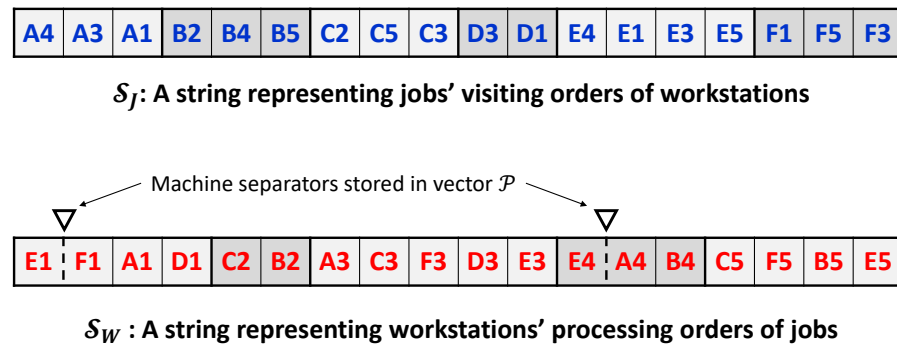 A4 A3 A1 B2 B4 B5 C2 C5 C3 D3 D1 E4 E1 E3 E5 F1 F5 F3
𝒮_J: A string representing jobs' visiting orders of workstations
Machine separators stored in vector 𝒫
E1 F1 A1 D1 C2 B2 A3 C3 F3 D3 E3 E4 A4 B4 C5 F5 B5 E5
𝒮_W : A string representing workstations' processing orders of jobs